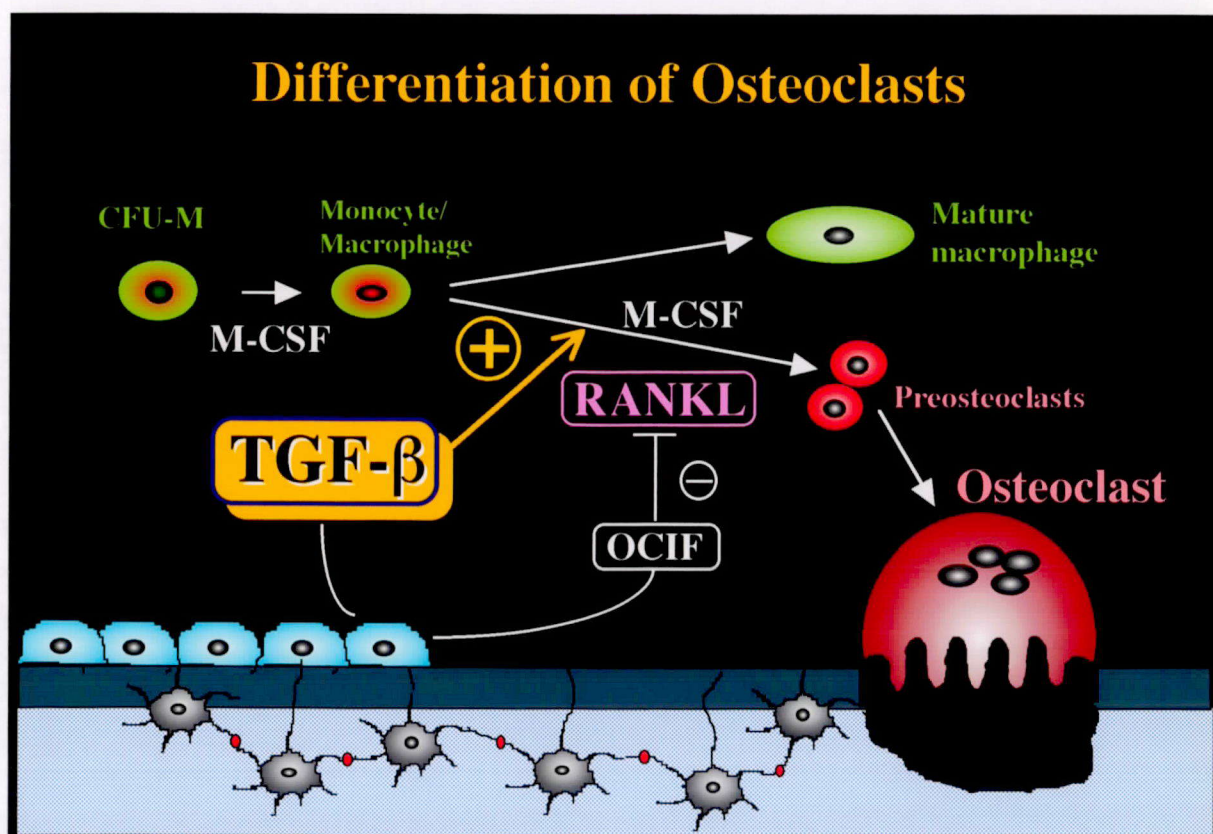 Differentiation of Osteoclasts
CFU-M
Monocyte/
Macrophage
Mature
macrophage
M-CSF
M-CSF
RANKL
Preosteoclasts
TGF-β
Osteoclast
OCIF